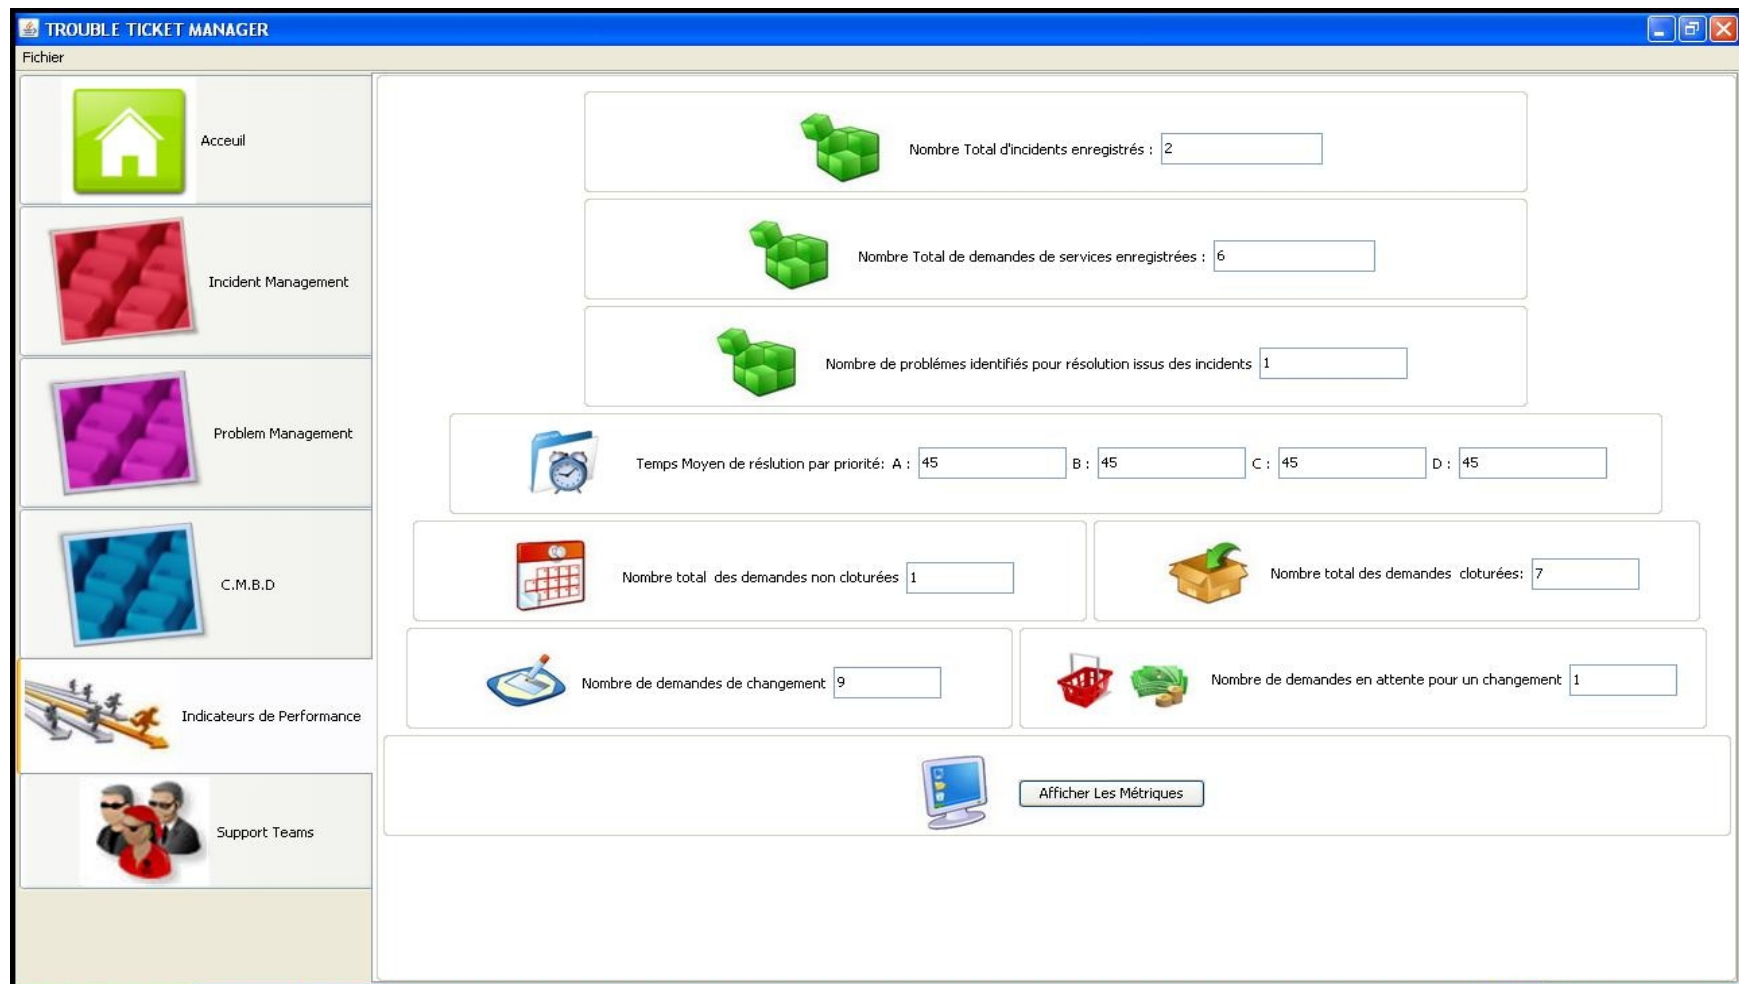 TROUBLE TICKET MANAGER
Fichier
Acceuil
Incident Management
Problem Management
C.M.B.D
Indicateurs de Performance
Support Teams
Nombre Total d'incidents enregistrés : 2
Nombre Total de demandes de services enregistrées : 6
Nombre de problémes identifiés pour résolution issus des incidents 1
Temps Moyen de réslution par priorité: A : 45 B : 45 C : 45 D : 45
Nombre total des demandes non cloturées 1
Nombre total des demandes cloturées: 7
Nombre de demandes de changement 9
Nombre de demandes en attente pour un changement 1
Afficher Les Métriques